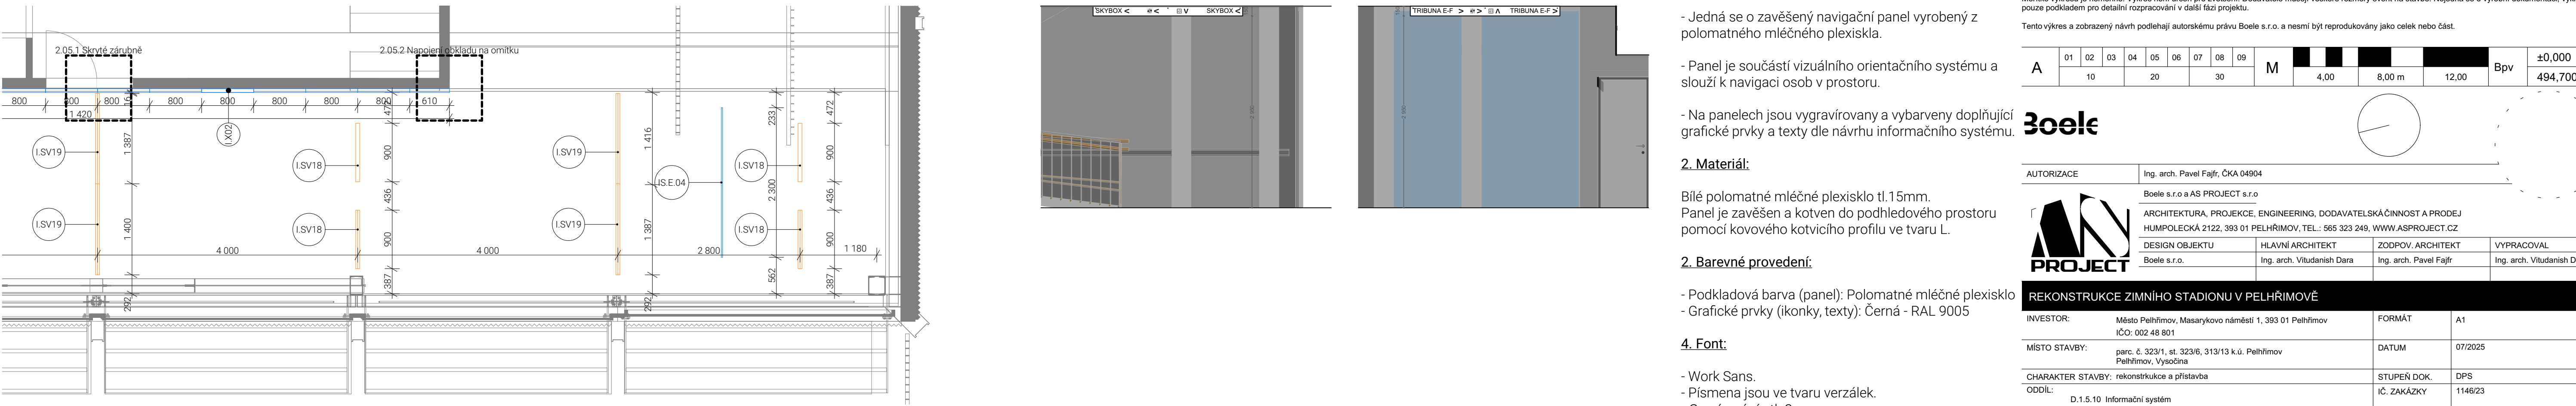 2.05.1 Skryté zárubně
2.05.2 Napojení obkladu na omítku
800 800 800 800 800 800 800 800 610
1 420
161
I.X02
472
233
472
1 387
1 416
900
2 300
900
I.SV19
I.SV18
I.SV19
IS.E.04
I.SV18
436
436
I.SV19
I.SV18
I.SV19
I.SV18
1 400
900
1 387
900
4 000
4 000
2 800
1 180
387
562
387
292
292
SKYBOX < < V SKYBOX <
TRIBUNA E-F > > Λ TRIBUNA E-F >
- Jedná se o zavěšený navigační panel vyrobený z
polomatného mléčného plexiskla.
- Panel je součástí vizuálního orientačního systému a
slouží k navigaci osob v prostoru.
- Na panelech jsou vygravírovany a vybarveny doplňující
grafické prvky a texty dle návrhu informačního systému.
2. Materiál:
Bílé polomatné mléčné plexisklo tl.15mm.
Panel je zavěšen a kotven do podhledového prostoru
pomocí kovového kotvicího profilu ve tvaru L.
2. Barevné provedení:
- Podkladová barva (panel): Polomatné mléčné plexisklo
- Grafické prvky (ikonky, texty): Černá - RAL 9005
4. Font:
- Work Sans.
- Písmena jsou ve tvaru verzálek.
pouze podkladem pro detailní rozpracování v další fázi projektu.
Tento výkres a zobrazený návrh podléhají autorskému právu Boele s.r.o. a nesmí být reprodukovány jako celek nebo část.
A 01 02 03 04 05 06 07 08 09 M Bpv ±0,000
10 20 30 4,00 8,00 m 12,00 494,700
Boele
AUTORIZACE Ing. arch. Pavel Fajfr, ČKA 04904
Boele s.r.o a AS PROJECT s.r.o
ARCHITEKTURA, PROJEKCE, ENGINEERING, DODAVATELSKÁ ČINNOST A PRODEJ
HUMPOLECKÁ 2122, 393 01 PELHŘIMOV, TEL.: 565 323 249, WWW.ASPROJECT.CZ
AS PROJECT
DESIGN OBJEKTU HLAVNÍ ARCHITEKT ZODPOV. ARCHITEKT VYPRACOVAL
Boele s.r.o. Ing. arch. Vitudanish Dara Ing. arch. Pavel Fajfr Ing. arch. Vitudanish D
REKONSTRUKCE ZIMNÍHO STADIONU V PELHŘIMOVĚ
INVESTOR: Město Pelhřimov, Masarykovo náměstí 1, 393 01 Pelhřimov FORMÁT A1
IČO: 002 48 801
MÍSTO STAVBY: parc. č. 323/1, st. 323/6, 313/13 k.ú. Pelhřimov DATUM 07/2025
Pelhřimov, Vysočina
CHARAKTER STAVBY: rekonstrkukce a přístavba STUPEŇ DOK. DPS
ODDÍL: D.1.5.10 Informační systém IČ. ZAKÁZKY 1146/23